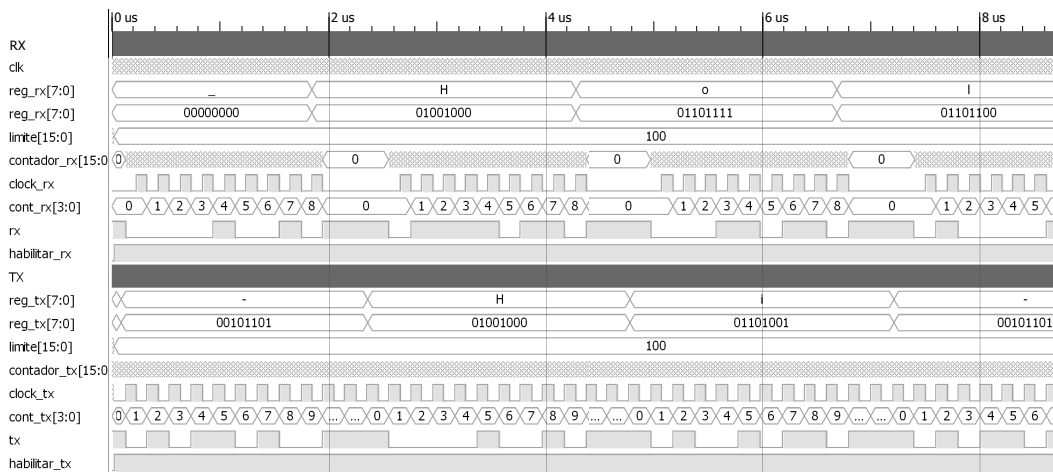 0 us 2 us 4 us 6 us 8 us
RX
clk
reg_rx[7:0] _ H o l
reg_rx[7:0] 00000000 01001000 01101111 01101100
limite[15:0] 100
contador_rx[15:0 0 0 0 0
clock_rx
cont_rx[3:0] 0 1 2 3 4 5 6 7 8 0 1 2 3 4 5 6 7 8 0 1 2 3 4 5 6 7 8 0 1 2 3 4 5
rx
habilitar_rx
TX
reg_tx[7:0] - H i -
reg_tx[7:0] 00101101 01001000 01101001 00101101
limite[15:0] 100
contador_tx[15:0
clock_tx
cont_tx[3:0] 0 1 2 3 4 5 6 7 8 9 ... ... 0 1 2 3 4 5 6 7 8 9 ... ... 0 1 2 3 4 5 6 7 8 9 ... ... 0 1 2 3 4 5 6
tx
habilitar_tx